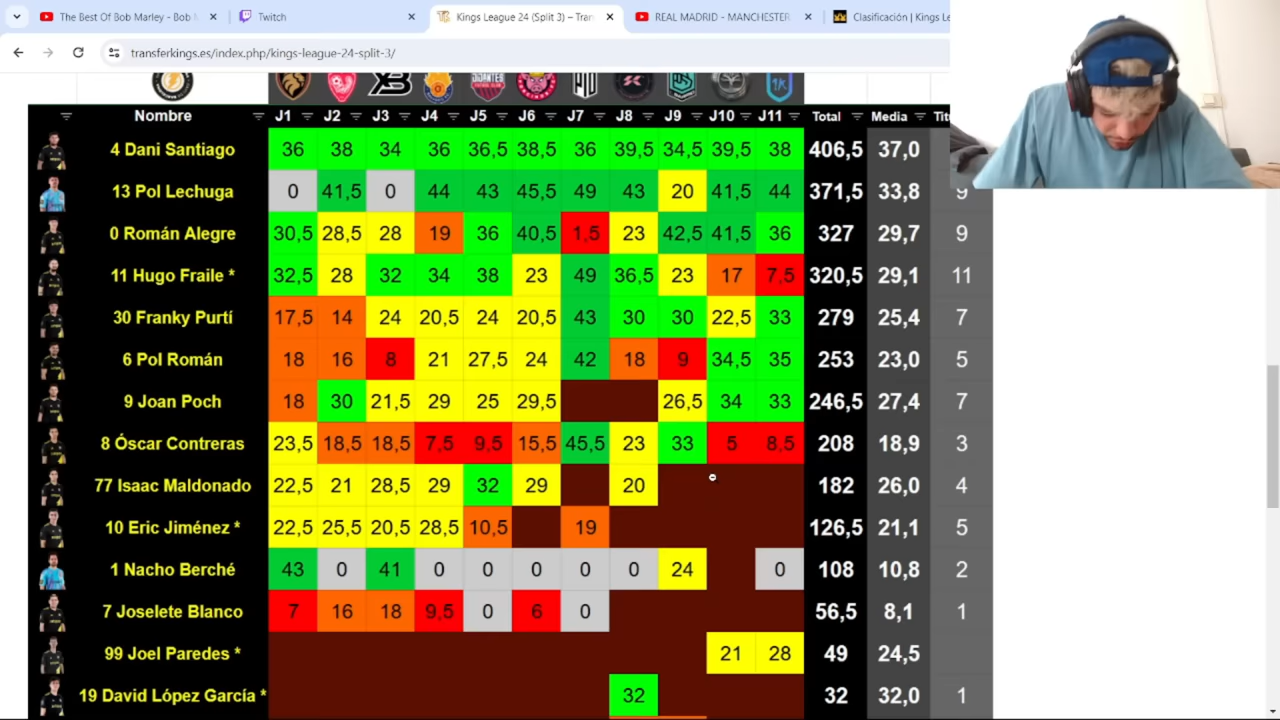 The Best Of Bob Marley - Bob M
Twitch
Kings League 24 (Split 3) – Tran
REAL MADRID - MANCHESTER
Clasificación | Kings Le
transferkings.es/index.php/kings-league-24-split-3/
GIGANTES
Nombre J1 J2 J3 J4 J5 J6 J7 J8 J9 J10 J11 Total Media Titu
4 Dani Santiago 36 38 34 36 36,5 38,5 36 39,5 34,5 39,5 38 406,5 37,0
13 Pol Lechuga 0 41,5 0 44 43 45,5 49 43 20 41,5 44 371,5 33,8 9
0 Román Alegre 30,5 28,5 28 19 36 40,5 1,5 23 42,5 41,5 36 327 29,7 9
11 Hugo Fraile * 32,5 28 32 34 38 23 49 36,5 23 17 7,5 320,5 29,1 11
30 Franky Purtí 17,5 14 24 20,5 24 20,5 43 30 30 22,5 33 279 25,4 7
6 Pol Román 18 16 8 21 27,5 24 42 18 9 34,5 35 253 23,0 5
9 Joan Poch 18 30 21,5 29 25 29,5 26,5 34 33 246,5 27,4 7
8 Óscar Contreras 23,5 18,5 18,5 7,5 9,5 15,5 45,5 23 33 5 8,5 208 18,9 3
77 Isaac Maldonado 22,5 21 28,5 29 32 29 20 182 26,0 4
10 Eric Jiménez * 22,5 25,5 20,5 28,5 10,5 19 126,5 21,1 5
1 Nacho Berché 43 0 41 0 0 0 0 0 24 0 108 10,8 2
7 Joselete Blanco 7 16 18 9,5 0 6 0 56,5 8,1 1
99 Joel Paredes * 21 28 49 24,5
19 David López García * 32 32 32,0 1